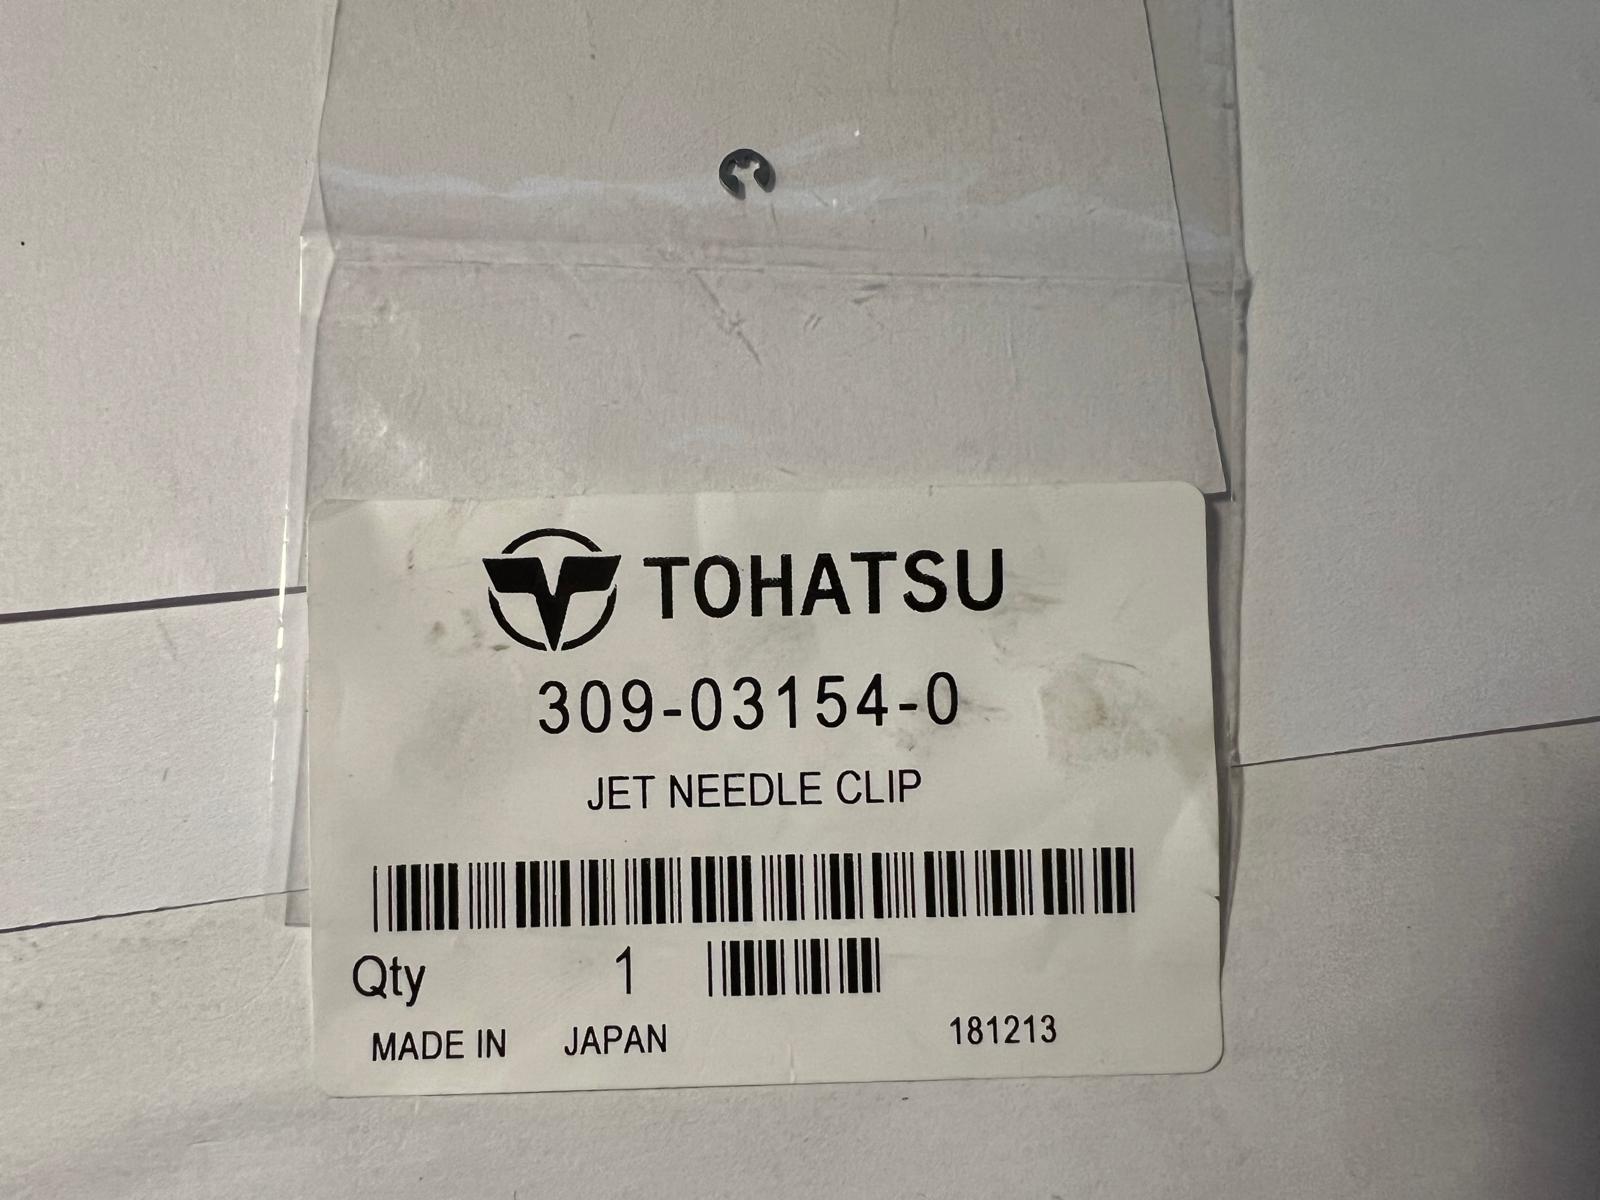 TOHATSU
309-03154-0
JET NEEDLE CLIP
Qty 1
MADE IN JAPAN 181213